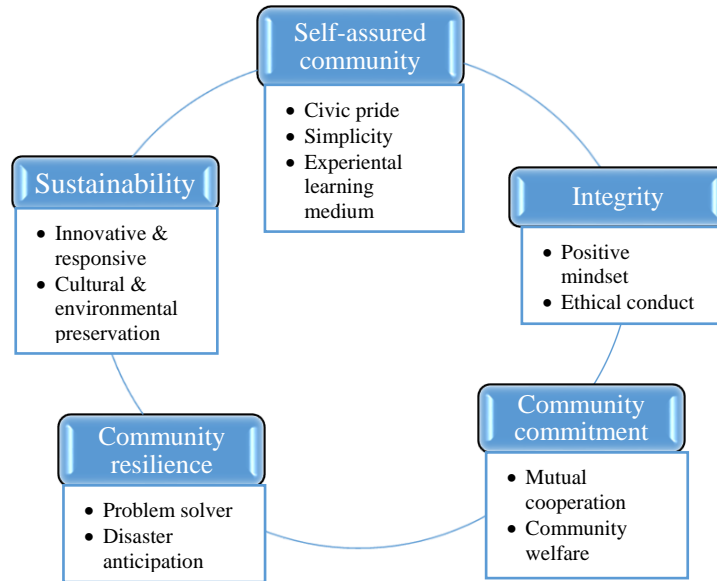 Self-assured
community
• Civic pride
• Simplicity
• Experiental
learning
medium
Integrity
• Positive
mindset
• Ethical conduct
Community
commitment
• Mutual
cooperation
• Community
welfare
Community
resilience
• Problem solver
• Disaster
anticipation
Sustainability
• Innovative &
responsive
• Cultural &
environmental
preservation